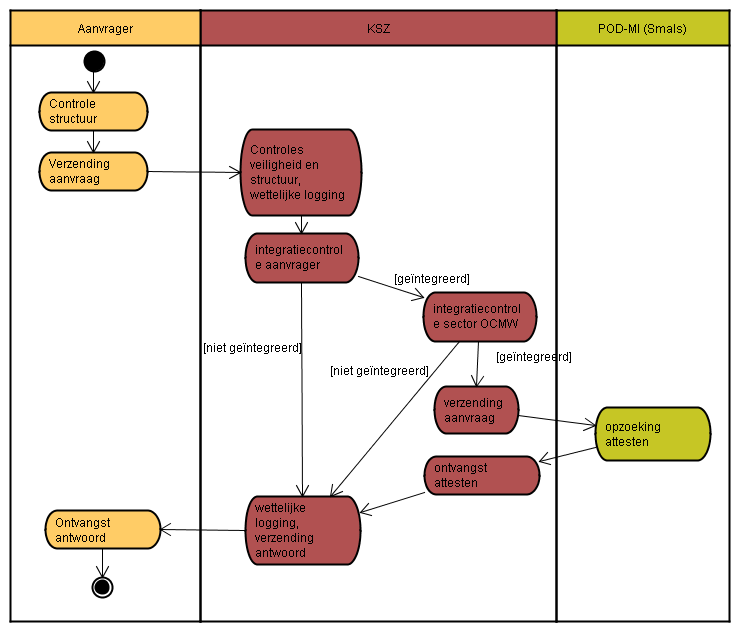 Aanvrager
KSZ
POD-MI (Smals)
Controle
structuur
Verzending
aanvraag
Controles
veiligheid en
structuur,
wettelijke logging
integratiecontrol
e aanvrager
[geïntegreerd]
integratiecontrol
e sector OCMW
[niet geïntegreerd]
[niet geïntegreerd]
[geïntegreerd]
verzending
aanvraag
opzoeking
attesten
ontvangst
attesten
wettelijke
logging,
verzending
antwoord
Ontvangst
antwoord